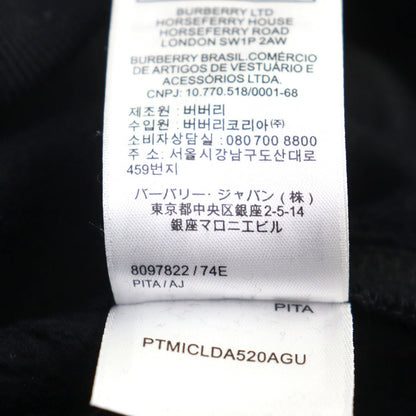 BURBERRY LTD
HORSEFERRY HOUSE
HORSEFERRY ROAD
LONDON SW1P 2AW
BURBERRY BRASIL COMÉRCIO
DE ARTIGOS DE VESTUÁRIO E
ACESSÓRIOS LTDA.
CNPJ: 10.770.518/0001-68
제조원 : 버버리
수입원 : 버버리코리아㈜
소비자상담실 : 080 700 8800
주 소: 서울시강남구도산대로
459번지
バーバリー・ジャパン（株）
東京都中央区銀座2-5-14
銀座マロニエビル
8097822 / 74E
PITA / AJ
PITA
PTMICLDA520AGU